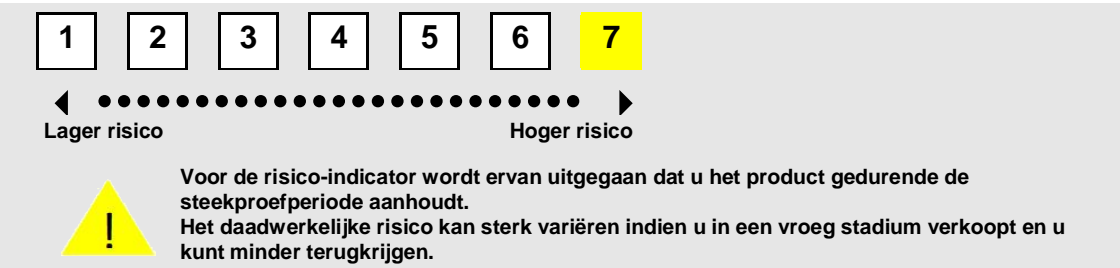 1 2 3 4 5 6 7
Lager risico Hoger risico
! Voor de risico-indicator wordt ervan uitgegaan dat u het product gedurende de
steekproefperiode aanhoudt.
Het daadwerkelijke risico kan sterk variëren indien u in een vroeg stadium verkoopt en u
kunt minder terugkrijgen.